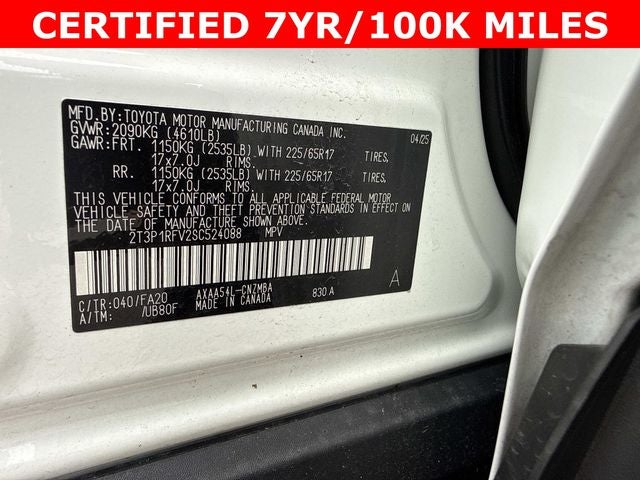 CERTIFIED 7YR/100K MILES
MFD.BY:TOYOTA MOTOR MANUFACTURING CANADA INC.
GVWR:2090KG (4610LB) 04/25
GAWR:FRT. 1150KG (2535LB) WITH 225/65R17 TIRES.
17x7.0J RIMS.
RR. 1150KG (2535LB) WITH 225/65R17 TIRES.
17x7.0J RIMS.
THIS VEHICLE CONFORMS TO ALL APPLICABLE FEDERAL MOTOR
VEHICLE SAFETY AND THEFT PREVENTION STANDARDS IN EFFECT ON
THE DATE OF MANUFACTURE SHOWN ABOVE.
2T3P1RFV2SC524088 MPV
A
C/TR:040/FA20 AXAA54L-CNZMBA 830 A
A/TM: /UB80F MADE IN CANADA